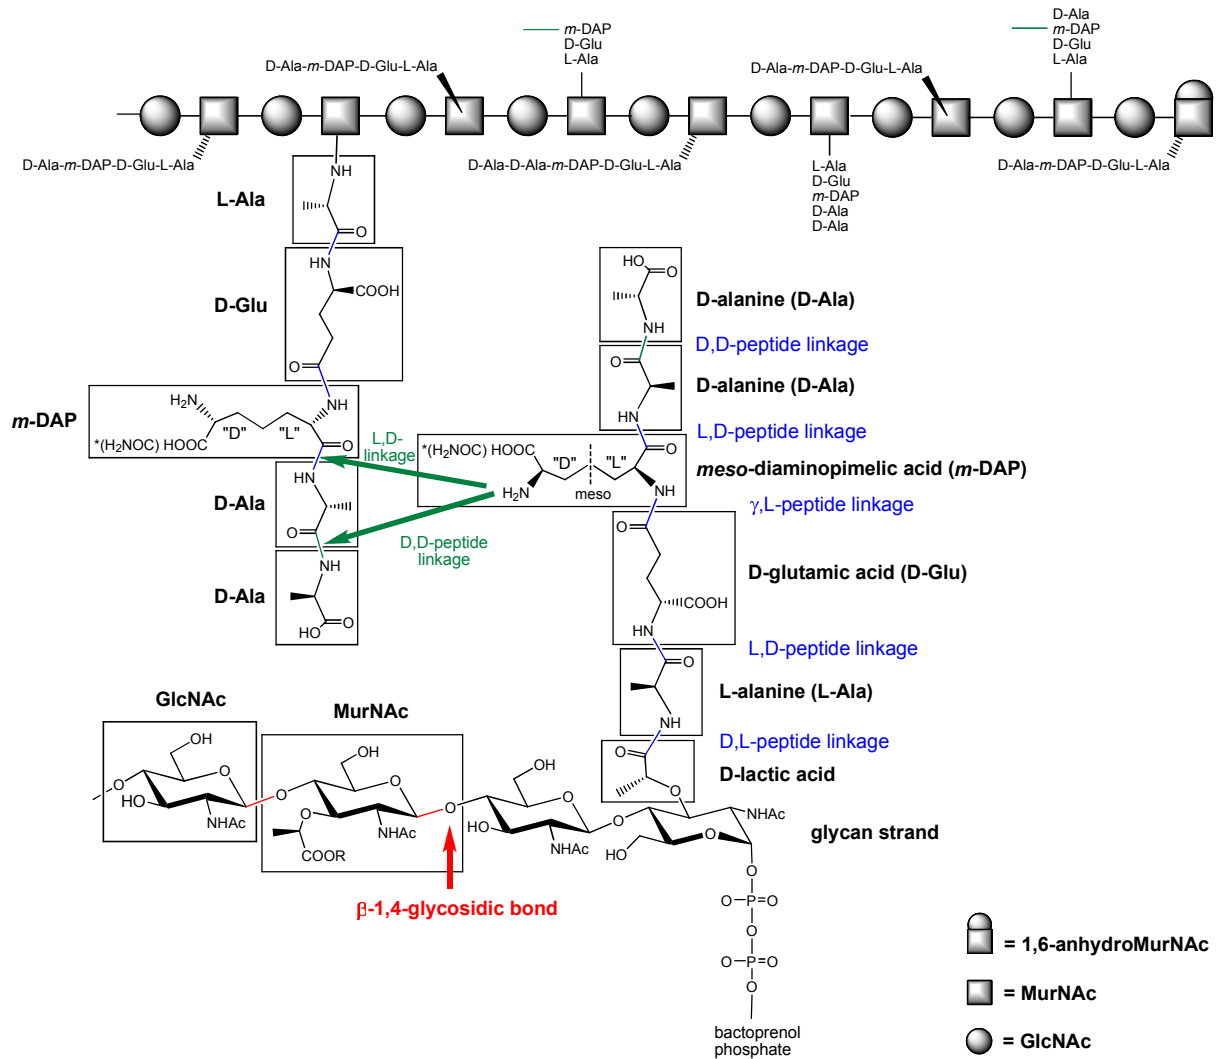 m-DAP
D-Glu
L-Ala
D-Ala
m-DAP
D-Glu
L-Ala
D-Ala-m-DAP-D-Glu-L-Ala
D-Ala-m-DAP-D-Glu-L-Ala
D-Ala-m-DAP-D-Glu-L-Ala
D-Ala-D-Ala-m-DAP-D-Glu-L-Ala
L-Ala
D-Glu
m-DAP
D-Ala
D-Ala
D-Ala-m-DAP-D-Glu-L-Ala
L-Ala
NH
O
D-Glu
HN
COOH
O
m-DAP
H₂N
"D"
"L"
NH
*(H₂NOC) HOOC
O
L,D-
linkage
D-Ala
HN
O
D,D-peptide
linkage
D-Ala
NH
HO
O
HO
O
NH
D-alanine (D-Ala)
D,D-peptide linkage
O
HN
D-alanine (D-Ala)
L,D-peptide linkage
*(H₂NOC) HOOC
"D"
"L"
O
H₂N
meso
NH
meso-diaminopimelic acid (m-DAP)
γ,L-peptide linkage
O
COOH
HN
D-glutamic acid (D-Glu)
L,D-peptide linkage
O
NH
L-alanine (L-Ala)
D,L-peptide linkage
O
O
D-lactic acid
GlcNAc
MurNAc
OH
O
O
HO
NHAc
O
OH
O
O
NHAc
COOR
O
OH
O
HO
NHAc
O
NHAc
O
HO
glycan strand
β-1,4-glycosidic bond
O
O–P=O
O
O–P=O
O
bactoprenol
phosphate
= 1,6-anhydroMurNAc
= MurNAc
= GlcNAc